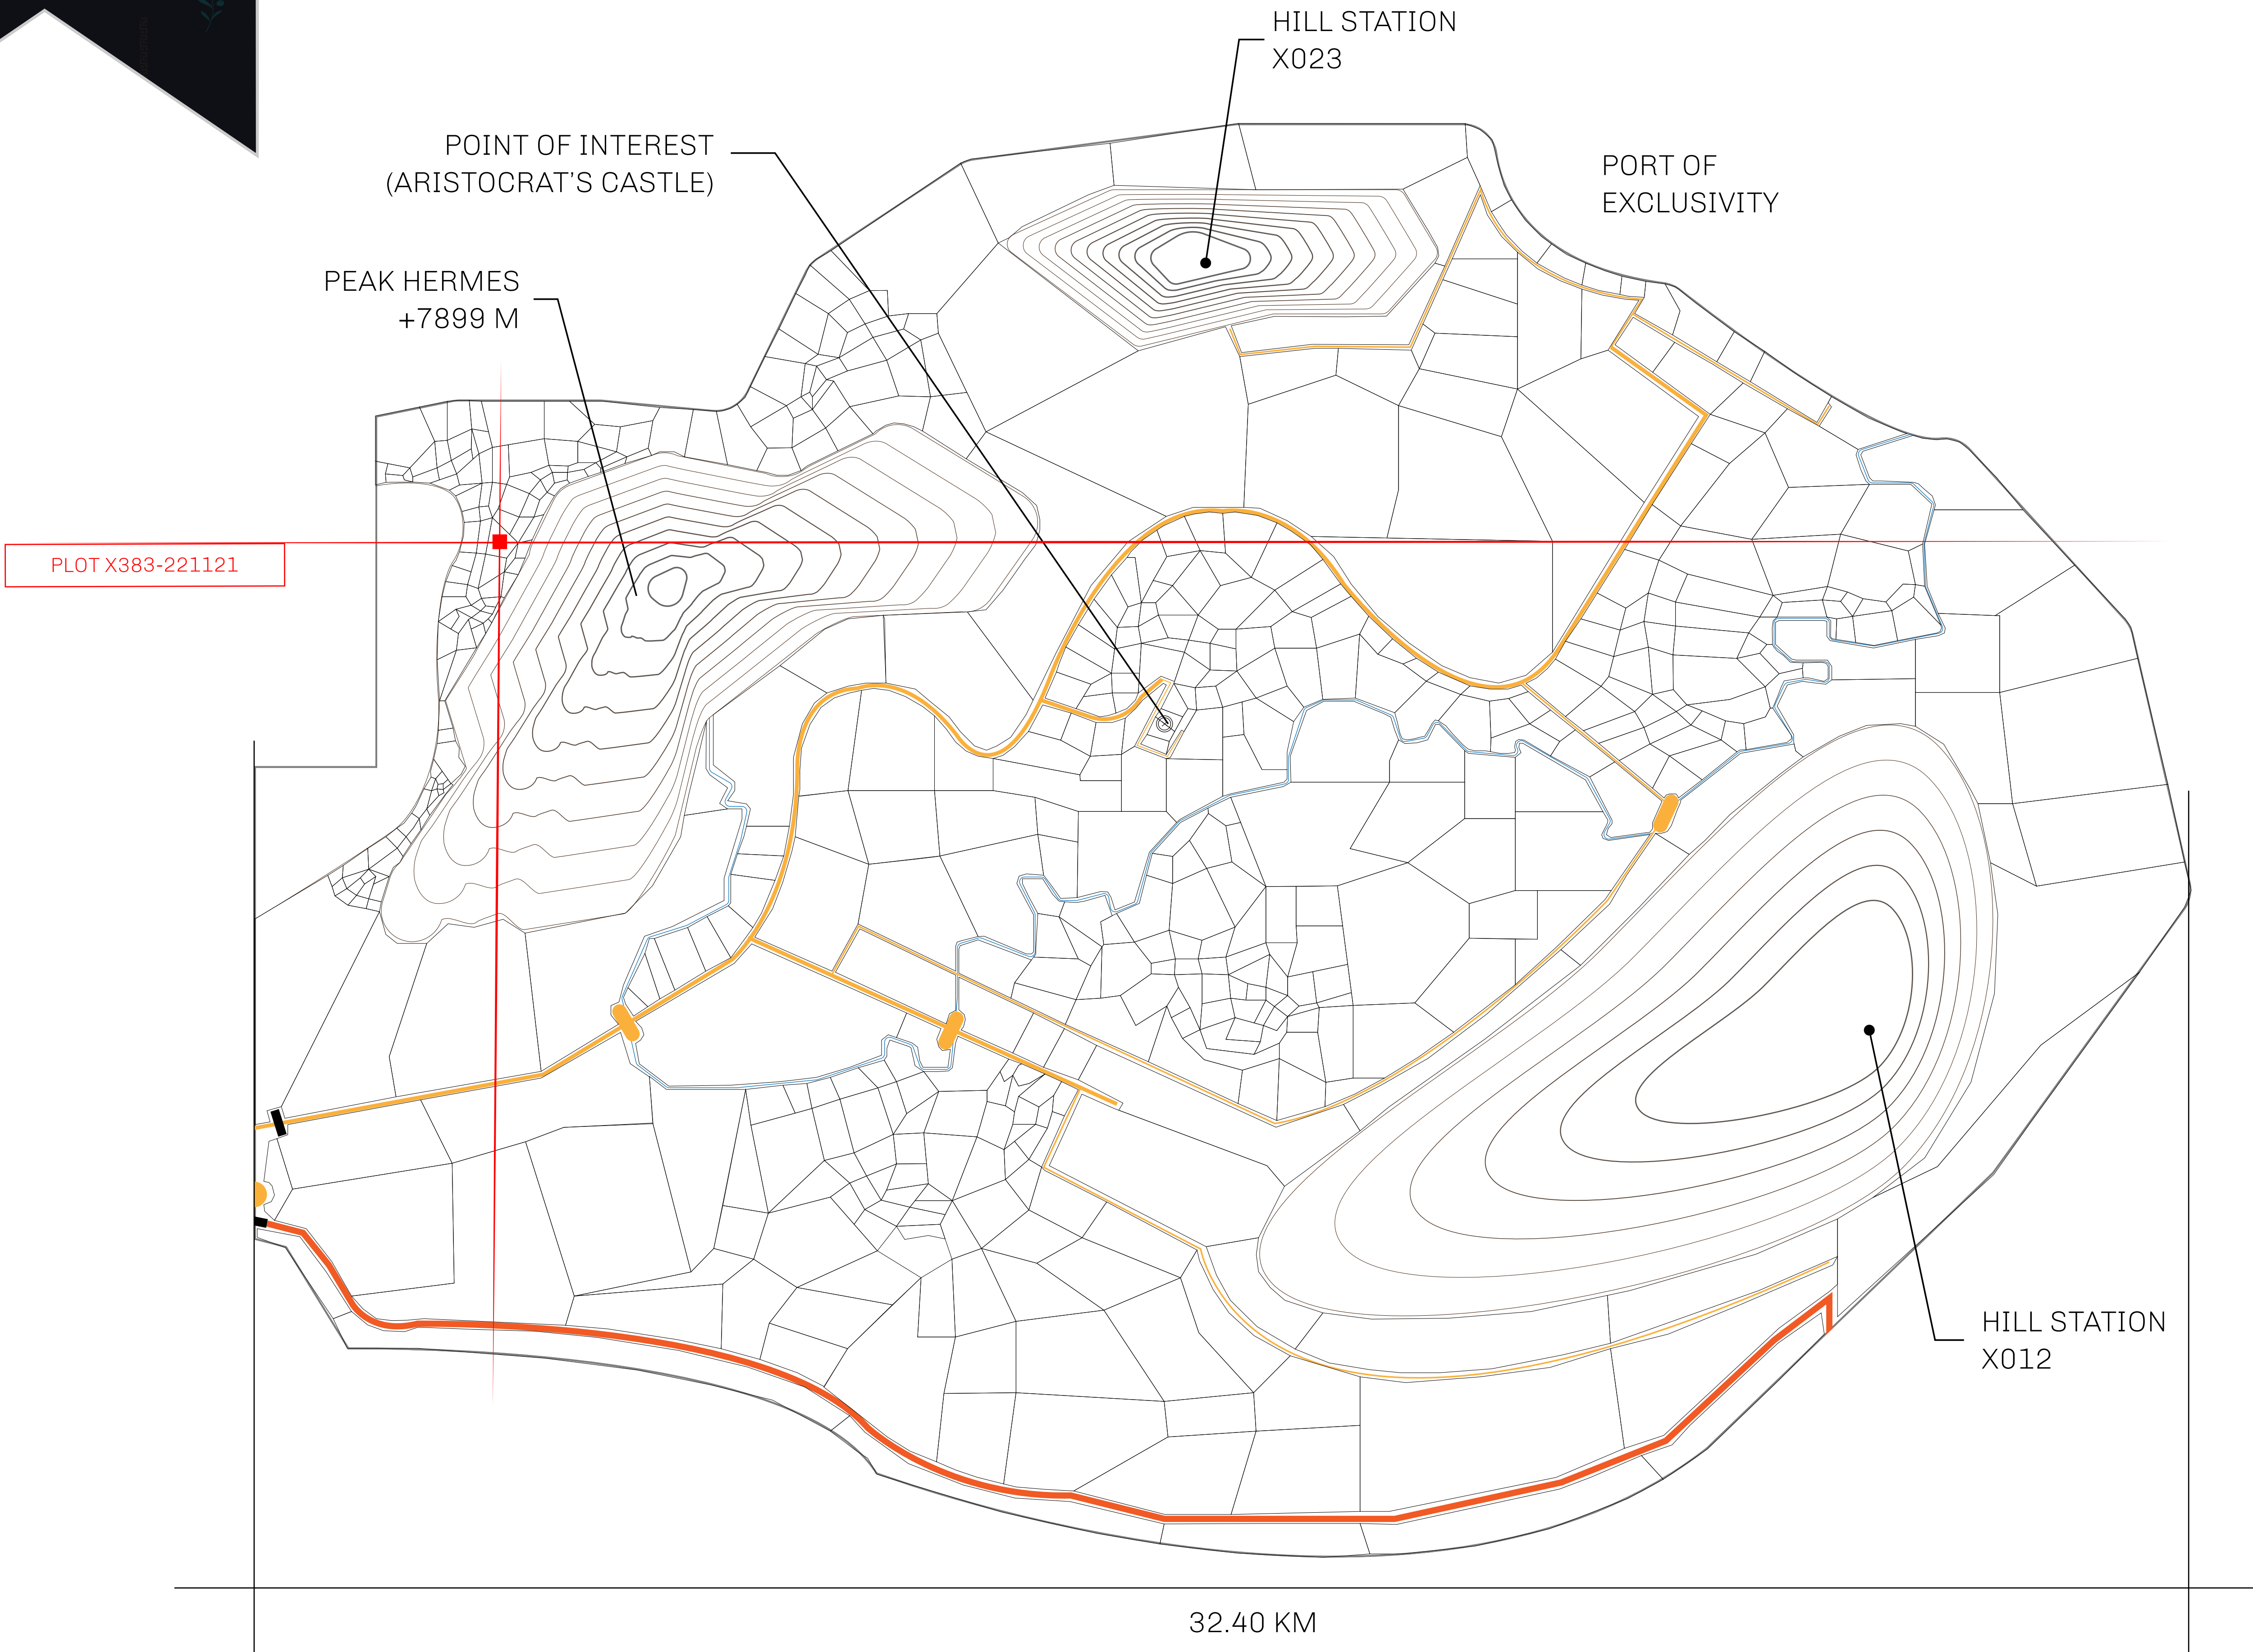 HILL STATION
X023
POINT OF INTEREST
(ARISTOCRAT'S CASTLE)
PORT OF
EXCLUSIVITY
PEAK HERMES
+7899 M
PLOT X383-221121
HILL STATION
X012
32.40 KM